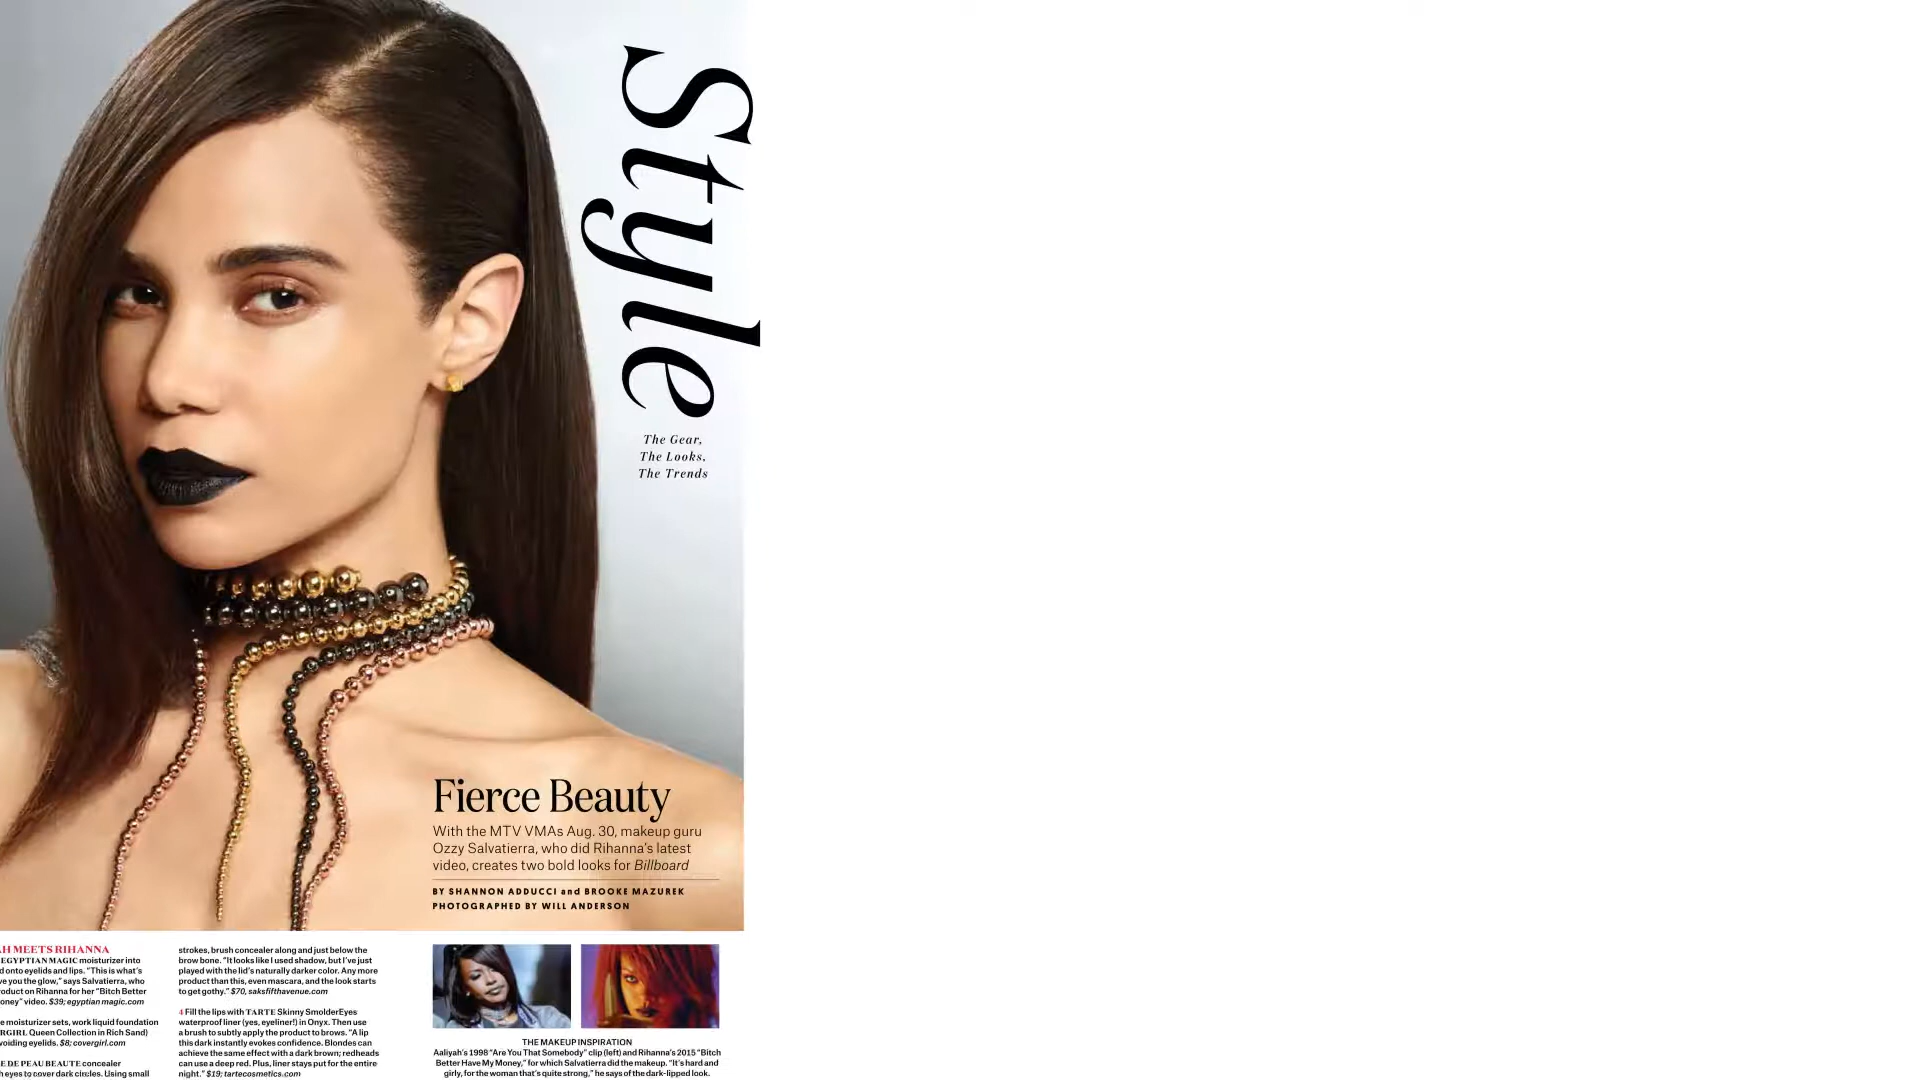 Style
The Gear,
The Looks,
The Trends
Fierce Beauty
With the MTV VMAs Aug. 30, makeup guru
Ozzy Salvatierra, who did Rihanna's latest
video, creates two bold looks for Billboard
BY SHANNON ADDUCCI and BROOKE MAZUREK
PHOTOGRAPHED BY WILL ANDERSON
AH MEETS RIHANNA
EGYPTIAN MAGIC moisturizer into
d onto eyelids and lips. "This is what's
ve you the glow," says Salvatierra, who
roduct on Rihanna for her "Bitch Better
oney" video. $39; egyptian magic.com
e moisturizer sets, work liquid foundation
RGIRL Queen Collection in Rich Sand)
voiding eyelids. $8; covergirl.com
E DE PEAU BEAUTE concealer
h eyes to cover dark circles. Using small
strokes, brush concealer along and just below the
brow bone. "It looks like I used shadow, but I've just
played with the lid's naturally darker color. Any more
product than this, even mascara, and the look starts
to get gothy." $70, saksfifthavenue.com
4 Fill the lips with TARTE Skinny SmolderEyes
waterproof liner (yes, eyeliner!) in Onyx. Then use
a brush to subtly apply the product to brows. "A lip
this dark instantly evokes confidence. Blondes can
achieve the same effect with a dark brown; redheads
can use a deep red. Plus, liner stays put for the entire
night." $19; tartecosmetics.com
THE MAKEUP INSPIRATION
Aaliyah's 1998 "Are You That Somebody" clip (left) and Rihanna's 2015 "Bitch
Better Have My Money," for which Salvatierra did the makeup. "It's hard and
girly, for the woman that's quite strong," he says of the dark-lipped look.